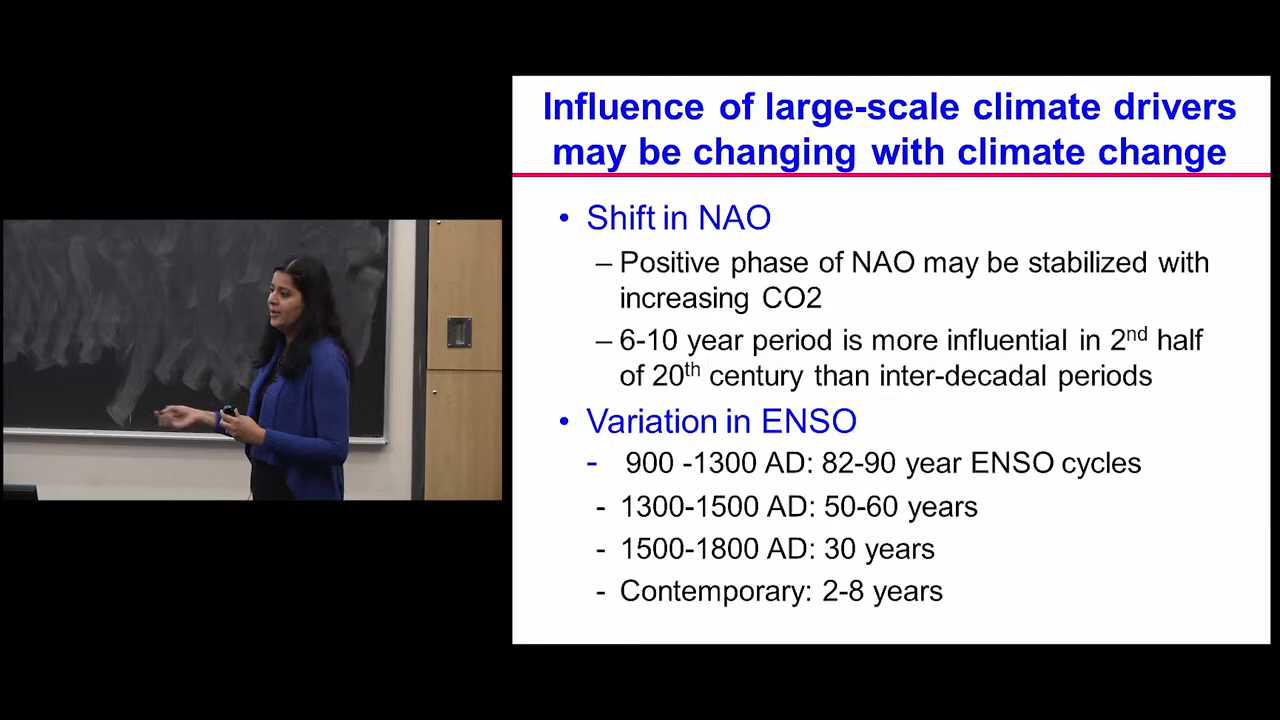 Influence of large-scale climate drivers
may be changing with climate change
• Shift in NAO
– Positive phase of NAO may be stabilized with
increasing CO2
– 6-10 year period is more influential in 2nd half
of 20th century than inter-decadal periods
• Variation in ENSO
- 900 -1300 AD: 82-90 year ENSO cycles
- 1300-1500 AD: 50-60 years
- 1500-1800 AD: 30 years
- Contemporary: 2-8 years